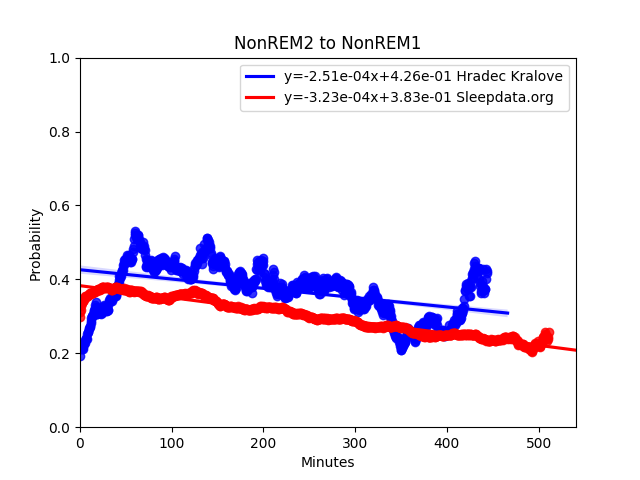 NonREM2 to NonREM1
y=-2.51e-04x+4.26e-01 Hradec Kralove
y=-3.23e-04x+3.83e-01 Sleepdata.org
1.0
0.8
0.6
0.4
0.2
0.0
Probability
0 100 200 300 400 500
Minutes